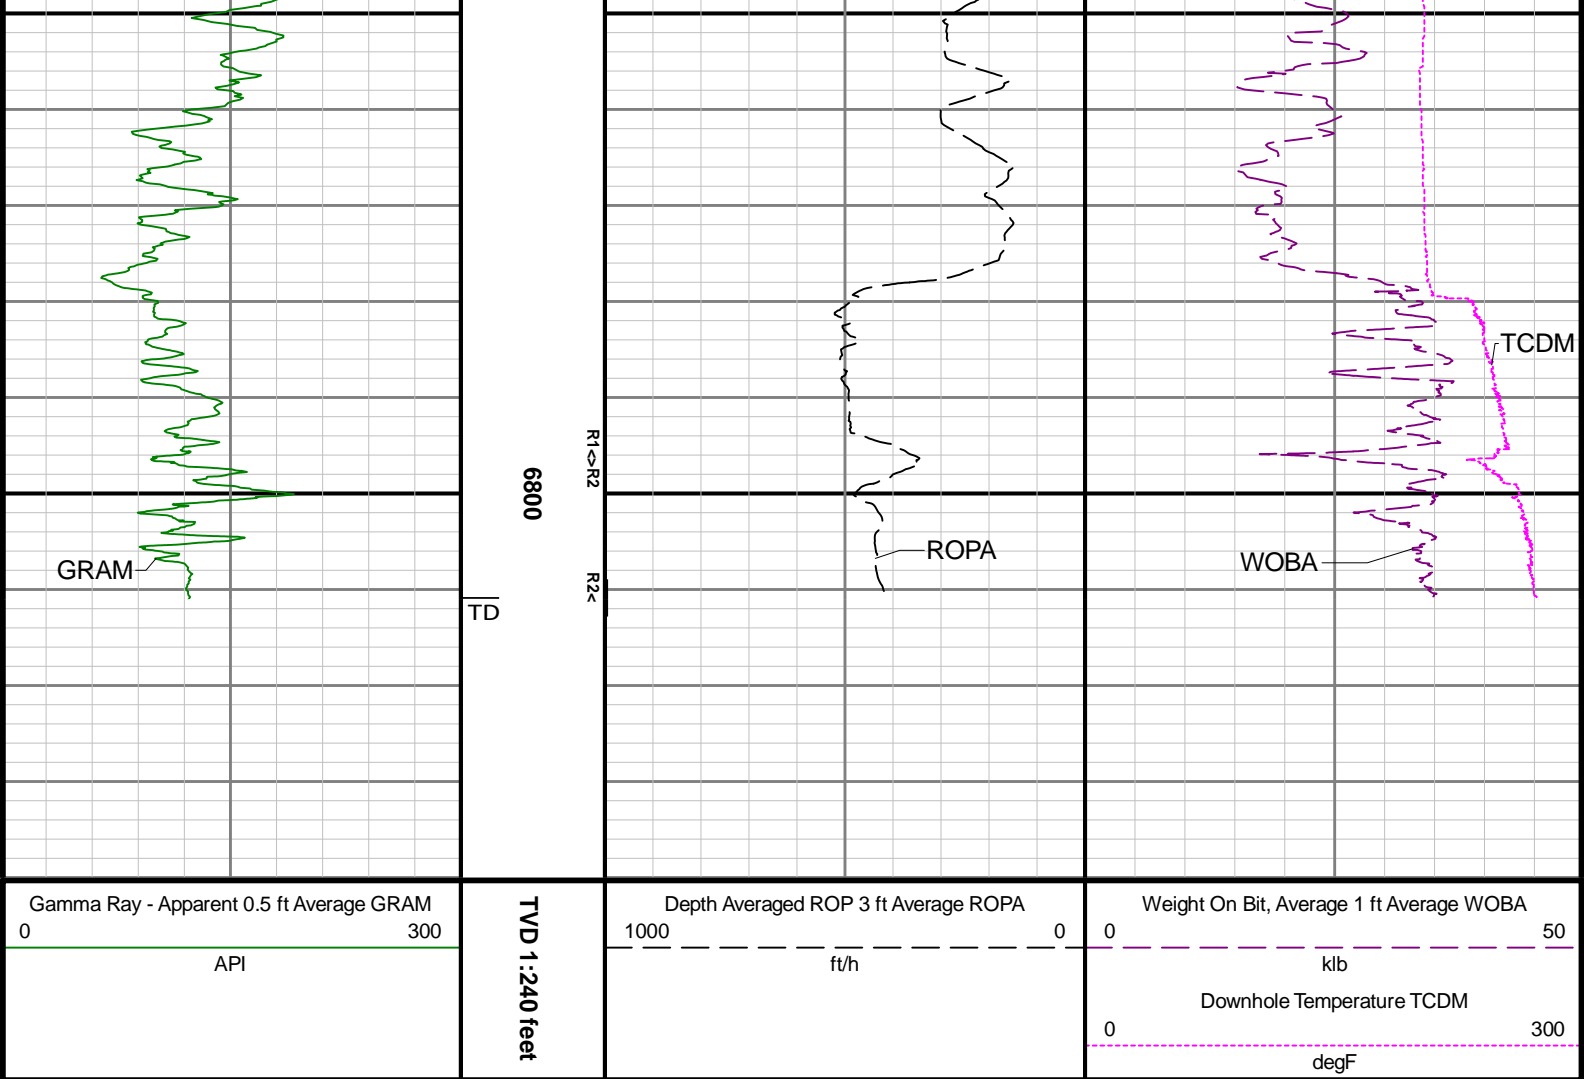 TCDM
R1<>R2
6800
ROPA
WOBA
GRAM
R2<
TD
Gamma Ray - Apparent 0.5 ft Average GRAM
0 300
API
TVD 1:240 feet
Depth Averaged ROP 3 ft Average ROPA
1000 0
ft/h
Weight On Bit, Average 1 ft Average WOBA
0 50
klb
Downhole Temperature TCDM
0 300
degF